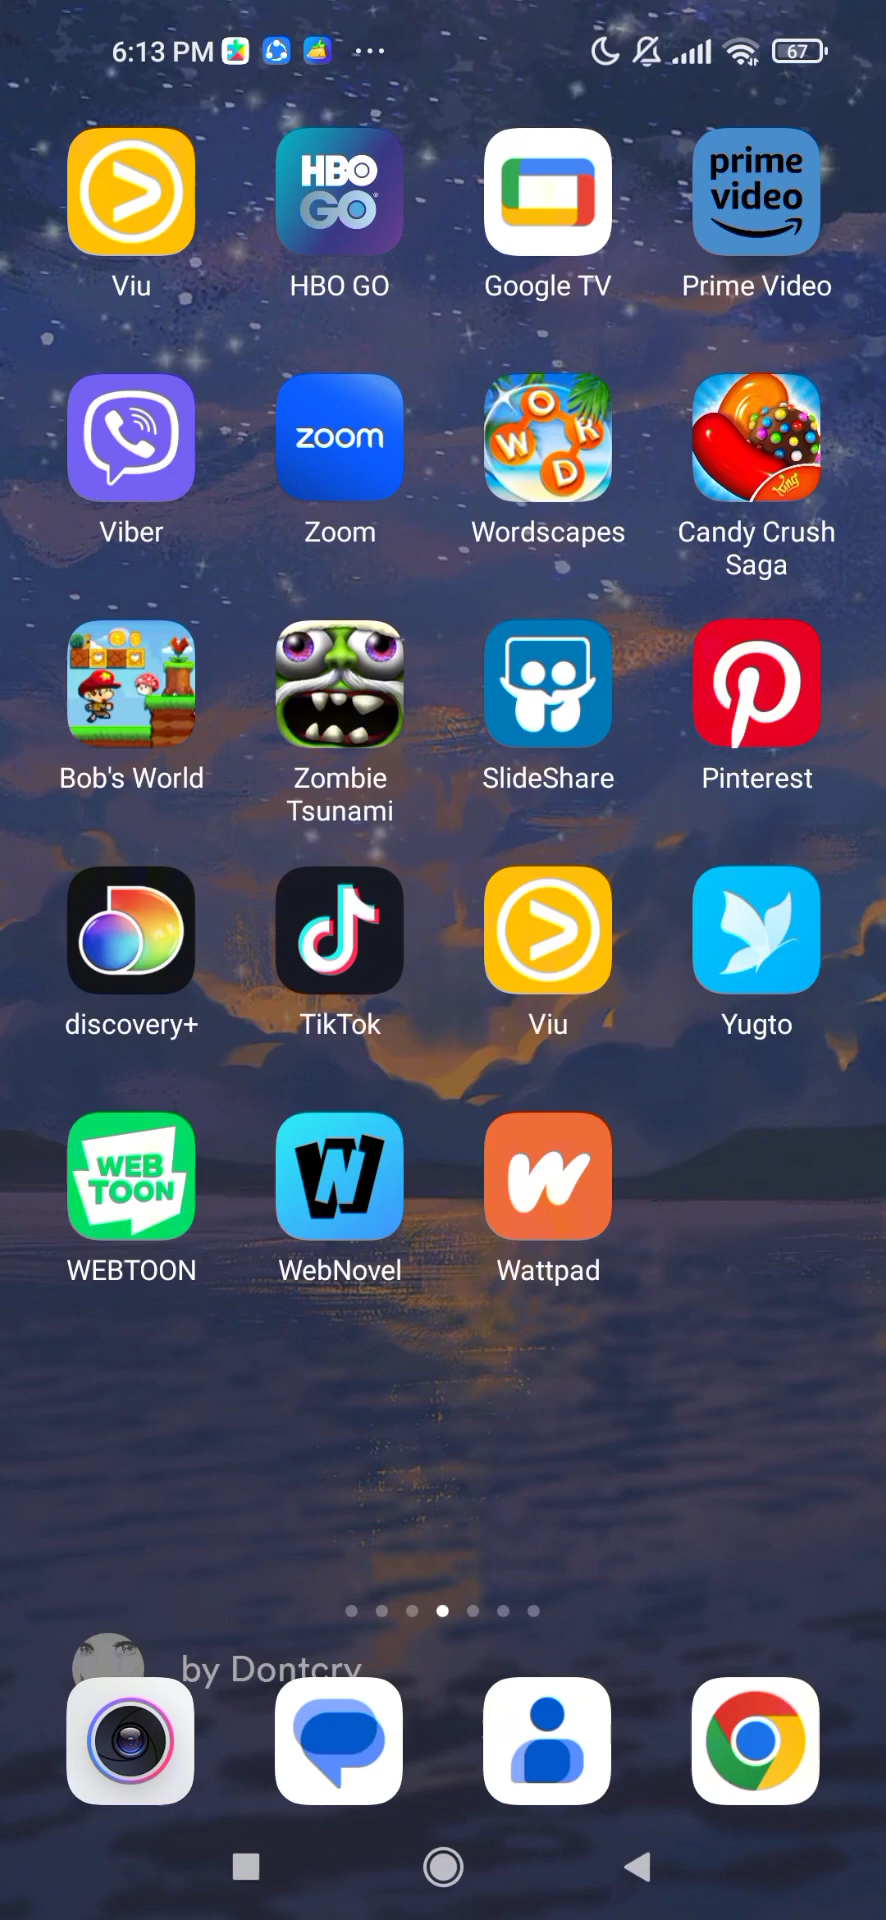 6:13 PM
67
HBO
GO
prime
video
Viu
HBO GO
Google TV
Prime Video
zoom
W O R D
King
Viber
Zoom
Wordscapes
Candy Crush
Saga
Bob's World
Zombie
Tsunami
SlideShare
Pinterest
discovery+
TikTok
Viu
Yugto
WEB
TOON
W
w
WEBTOON
WebNovel
Wattpad
by Dontcry